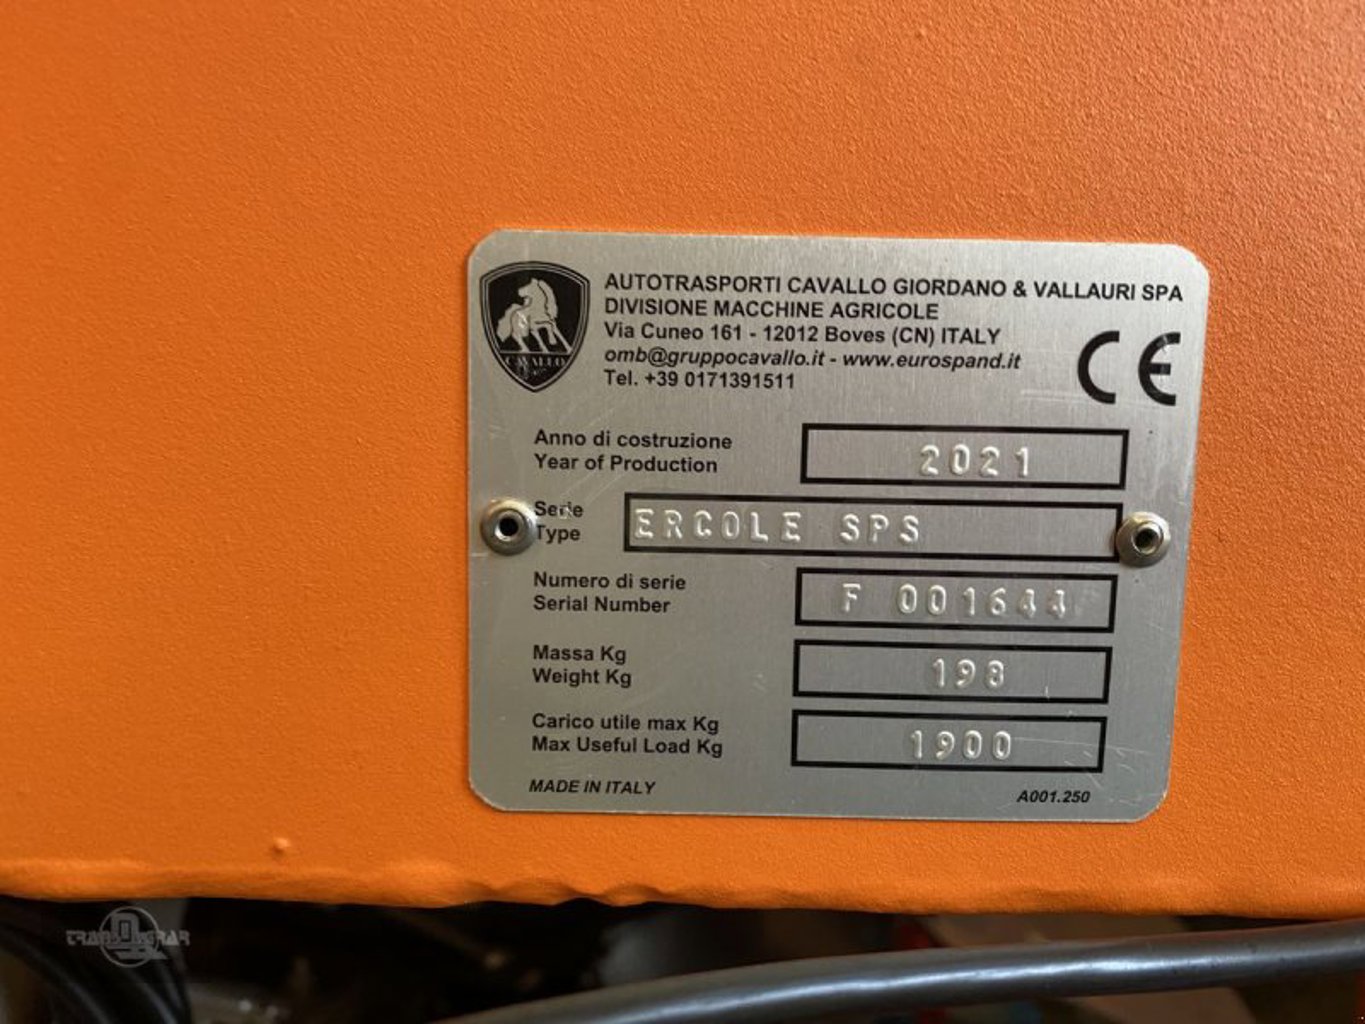 AUTOTRASPORTI CAVALLO GIORDANO & VALLAURI SPA
DIVISIONE MACCHINE AGRICOLE
Via Cuneo 161 - 12012 Boves (CN) ITALY
omb@gruppocavallo.it - www.eurospand.it
Tel. +39 0171391511
CAVALLO
CE
Anno di costruzione
Year of Production
2021
Serie
Type
ERCOLE SPS
Numero di serie
Serial Number
F 001644
Massa Kg
Weight Kg
198
Carico utile max Kg
Max Useful Load Kg
1900
MADE IN ITALY
A001.250